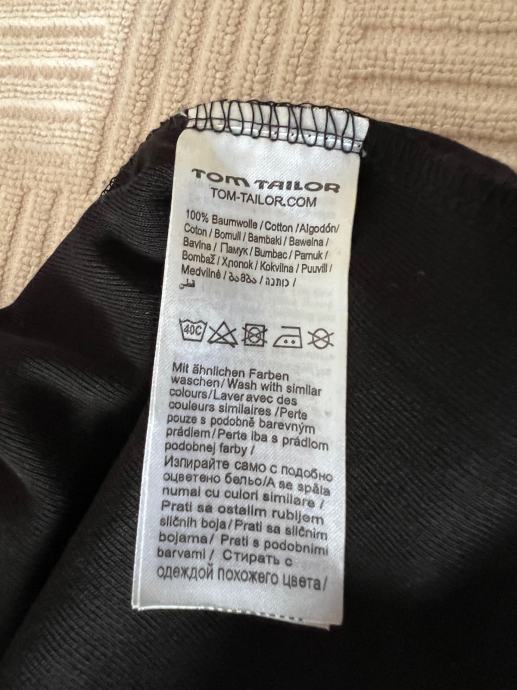 TOM TAILOR
TOM-TAILOR.COM
100% Baumwolle / Cotton / Algodón/
Coton / Bomull / Bambaki / Bawełna /
Bavlna / Памук / Bumbac / Pamuk /
Bombaž / Хлопок / Kokvilna / Puuvill /
Medvilnė / ბამბა / כותנה /
قطن
40C
Mit ähnlichen Farben
waschen/ Wash with similar
colours/ Laver avec des
couleurs similaires /Perte
pouze s podobně barevným
prádlem/ Perte iba s prádlom
podobnej farby /
Изпирайте само с подобно
оцветено бельо/ A se spăla
numai cu culori similare /
Prati sa ostalim rubljem
sličnih boja/ Prati sa sličnim
bojama/ Prati s podobnimi
barvami / Стирать с
одеждой похожего цвета/